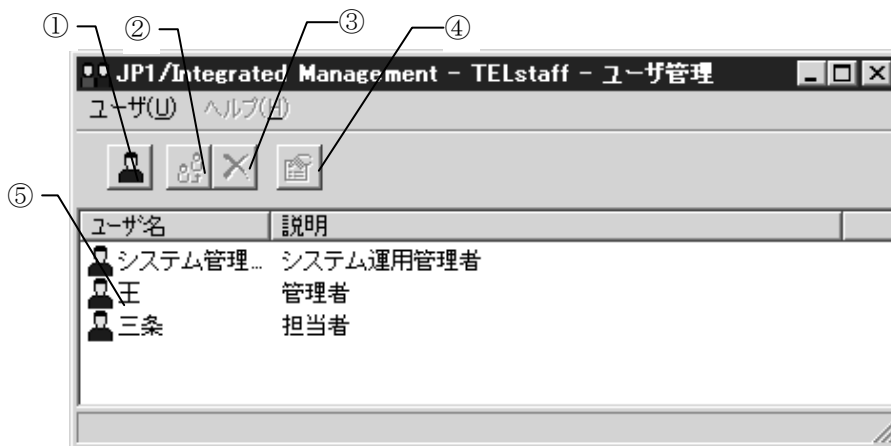 ① ② ③ ④
JP1/Integrated Management - TELstaff - ユーザ管理
ユーザ(U) ヘルプ(H)
⑤
ユーザ名 説明
システム管理... システム運用管理者
王 管理者
三条 担当者